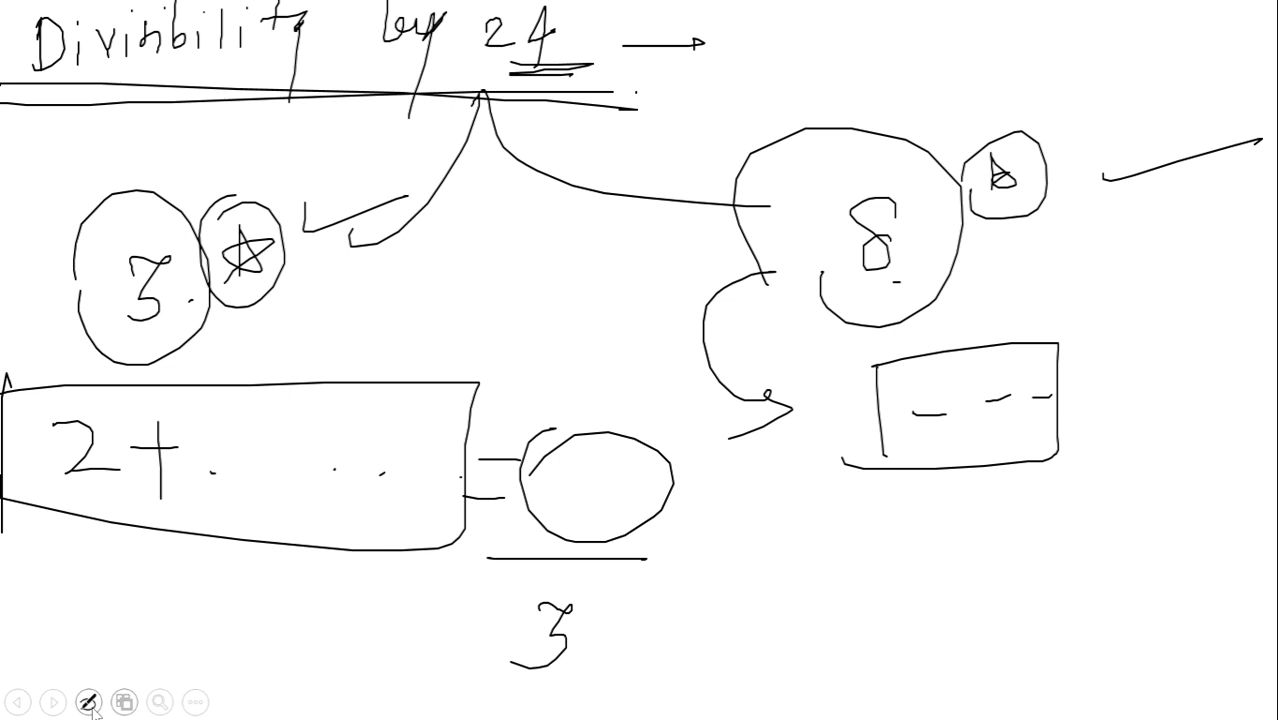 Divisibility by 24
3
8
2 + . . .
=
3